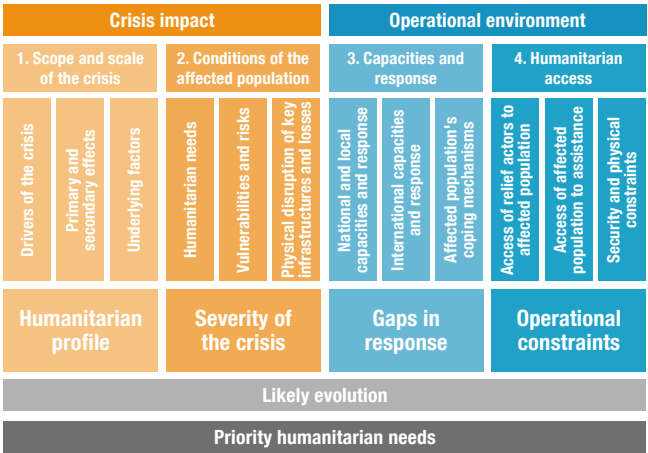 Crisis impact
Operational environment
1. Scope and scale
of the crisis
2. Conditions of the
affected population
3. Capacities and
response
4. Humanitarian
access
Drivers of the crisis
Primary and
secondary effects
Underlying factors
Humanitarian needs
Vulnerabilities and risks
Physical disruption of key
infrastructures and losses
National and local
capacities and response
International capacities
and response
Affected population's
coping mechanisms
Access of relief actors to
affected population
Access of affected
population to assistance
Security and physical
constraints
Humanitarian
profile
Severity of
the crisis
Gaps in
response
Operational
constraints
Likely evolution
Priority humanitarian needs